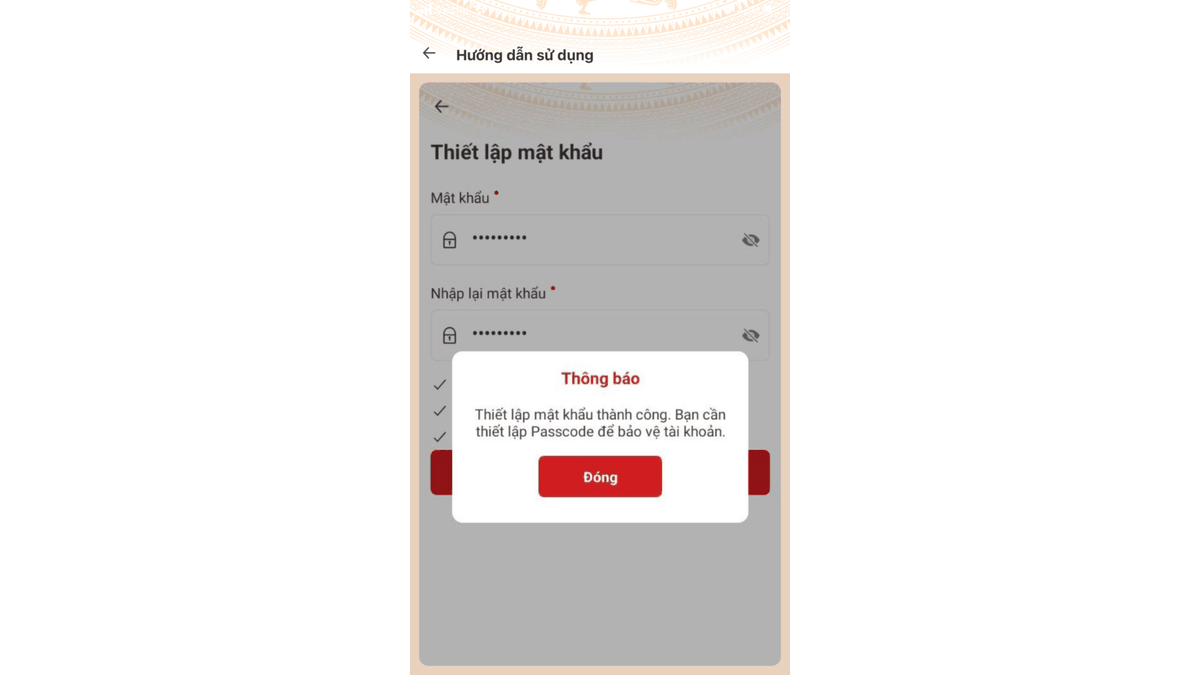 Hướng dẫn sử dụng
Thiết lập mật khẩu
Mật khẩu •
•••••••••
Nhập lại mật khẩu •
•••••••••
Thông báo
Thiết lập mật khẩu thành công. Bạn cần
thiết lập Passcode để bảo vệ tài khoản.
Đóng